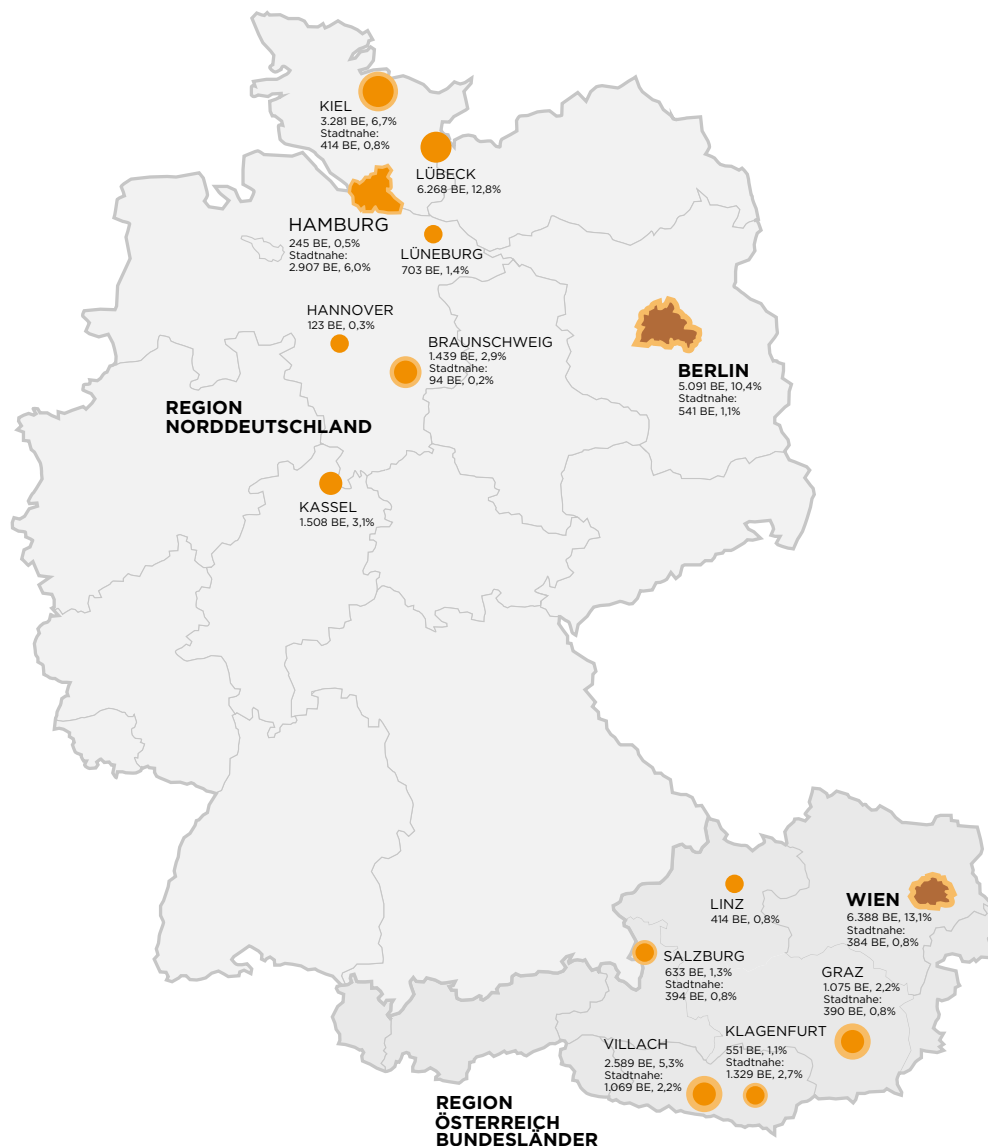 KIEL
3.281 BE, 6,7%
Stadtnahe:
414 BE, 0,8%
LÜBECK
6.268 BE, 12,8%
HAMBURG
245 BE, 0,5%
Stadtnahe:
2.907 BE, 6,0%
LÜNEBURG
703 BE, 1,4%
HANNOVER
123 BE, 0,3%
BRAUNSCHWEIG
1.439 BE, 2,9%
Stadtnahe:
94 BE, 0,2%
BERLIN
5.091 BE, 10,4%
Stadtnahe:
541 BE, 1,1%
REGION
NORDDEUTSCHLAND
KASSEL
1.508 BE, 3,1%
LINZ
414 BE, 0,8%
WIEN
6.388 BE, 13,1%
Stadtnahe:
384 BE, 0,8%
SALZBURG
633 BE, 1,3%
Stadtnahe:
394 BE, 0,8%
GRAZ
1.075 BE, 2,2%
Stadtnahe:
390 BE, 0,8%
VILLACH
2.589 BE, 5,3%
Stadtnahe:
1.069 BE, 2,2%
KLAGENFURT
551 BE, 1,1%
Stadtnahe:
1.329 BE, 2,7%
REGION
ÖSTERREICH
BUNDESLÄNDER